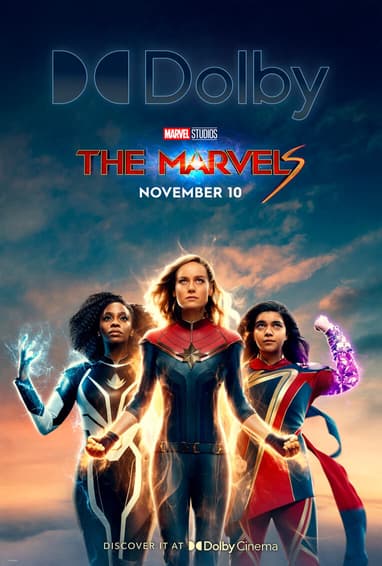 Dolby
MARVEL STUDIOS
THE MARVELS
NOVEMBER 10
DISCOVER IT AT Dolby Cinema